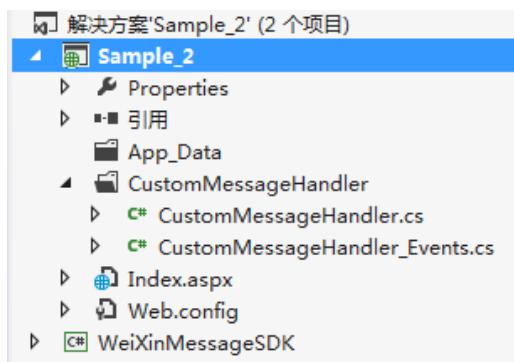 解决方案'Sample_2' (2 个项目)
Sample_2
Properties
引用
App_Data
CustomMessageHandler
C# CustomMessageHandler.cs
C# CustomMessageHandler_Events.cs
Index.aspx
Web.config
C# WeiXinMessageSDK